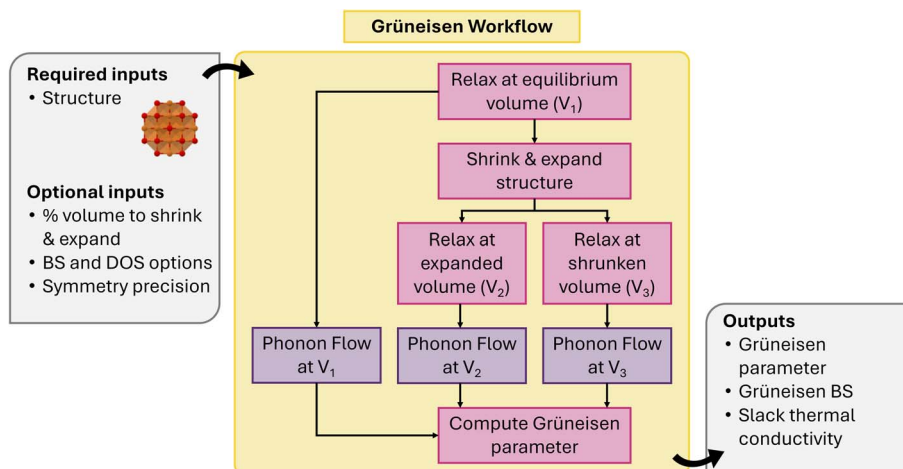 Grüneisen Workflow
Required inputs
• Structure
Optional inputs
• % volume to shrink
& expand
• BS and DOS options
• Symmetry precision
Relax at equilibrium
volume (V₁)
Shrink & expand
structure
Relax at
expanded
volume (V₂)
Relax at
shrunken
volume (V₃)
Phonon Flow
at V₁
Phonon Flow
at V₂
Phonon Flow
at V₃
Compute Grüneisen
parameter
Outputs
• Grüneisen
parameter
• Grüneisen BS
• Slack thermal
conductivity